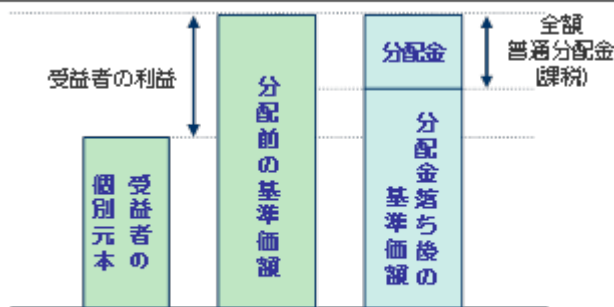 全額
普通分配金
(課税)
分配金
受益者の利益
分配前の基準価額
分配金落ち後の
基準価額
受益者の
個別元本